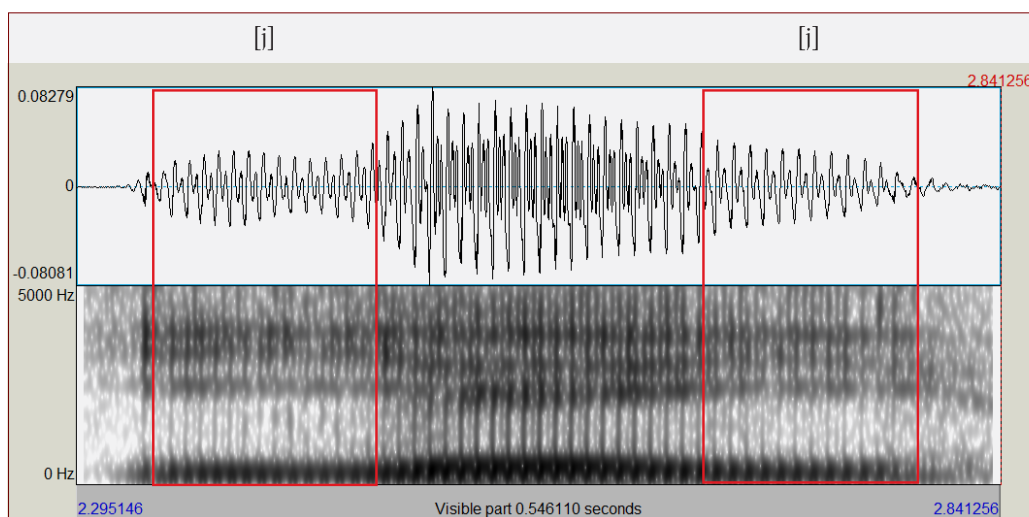 [j] [j]
2.841256
0.08279
0
-0.08081
5000 Hz
0 Hz
2.295146 Visible part 0.546110 seconds 2.841256